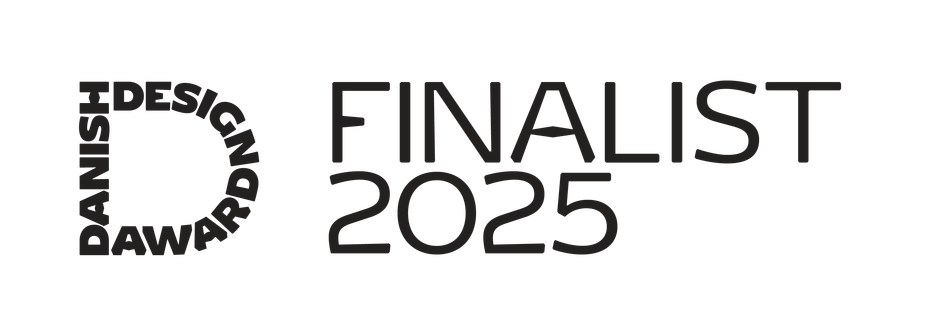 DANISH
DESIGN
AWARD
FINALIST
2025